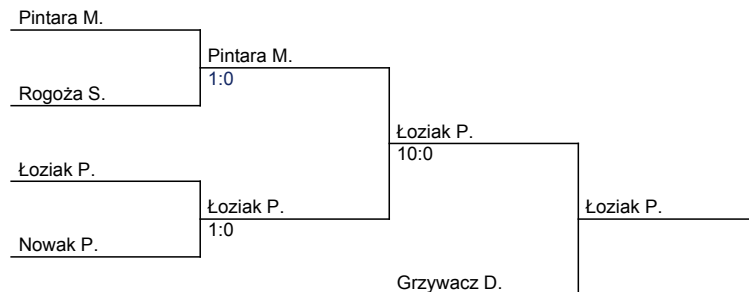 Pintara M.
Pintara M.
1:0
Rogoża S.
Łoziak P.
10:0
Łoziak P.
Łoziak P.
1:0
Łoziak P.
Nowak P.
Grzywacz D.